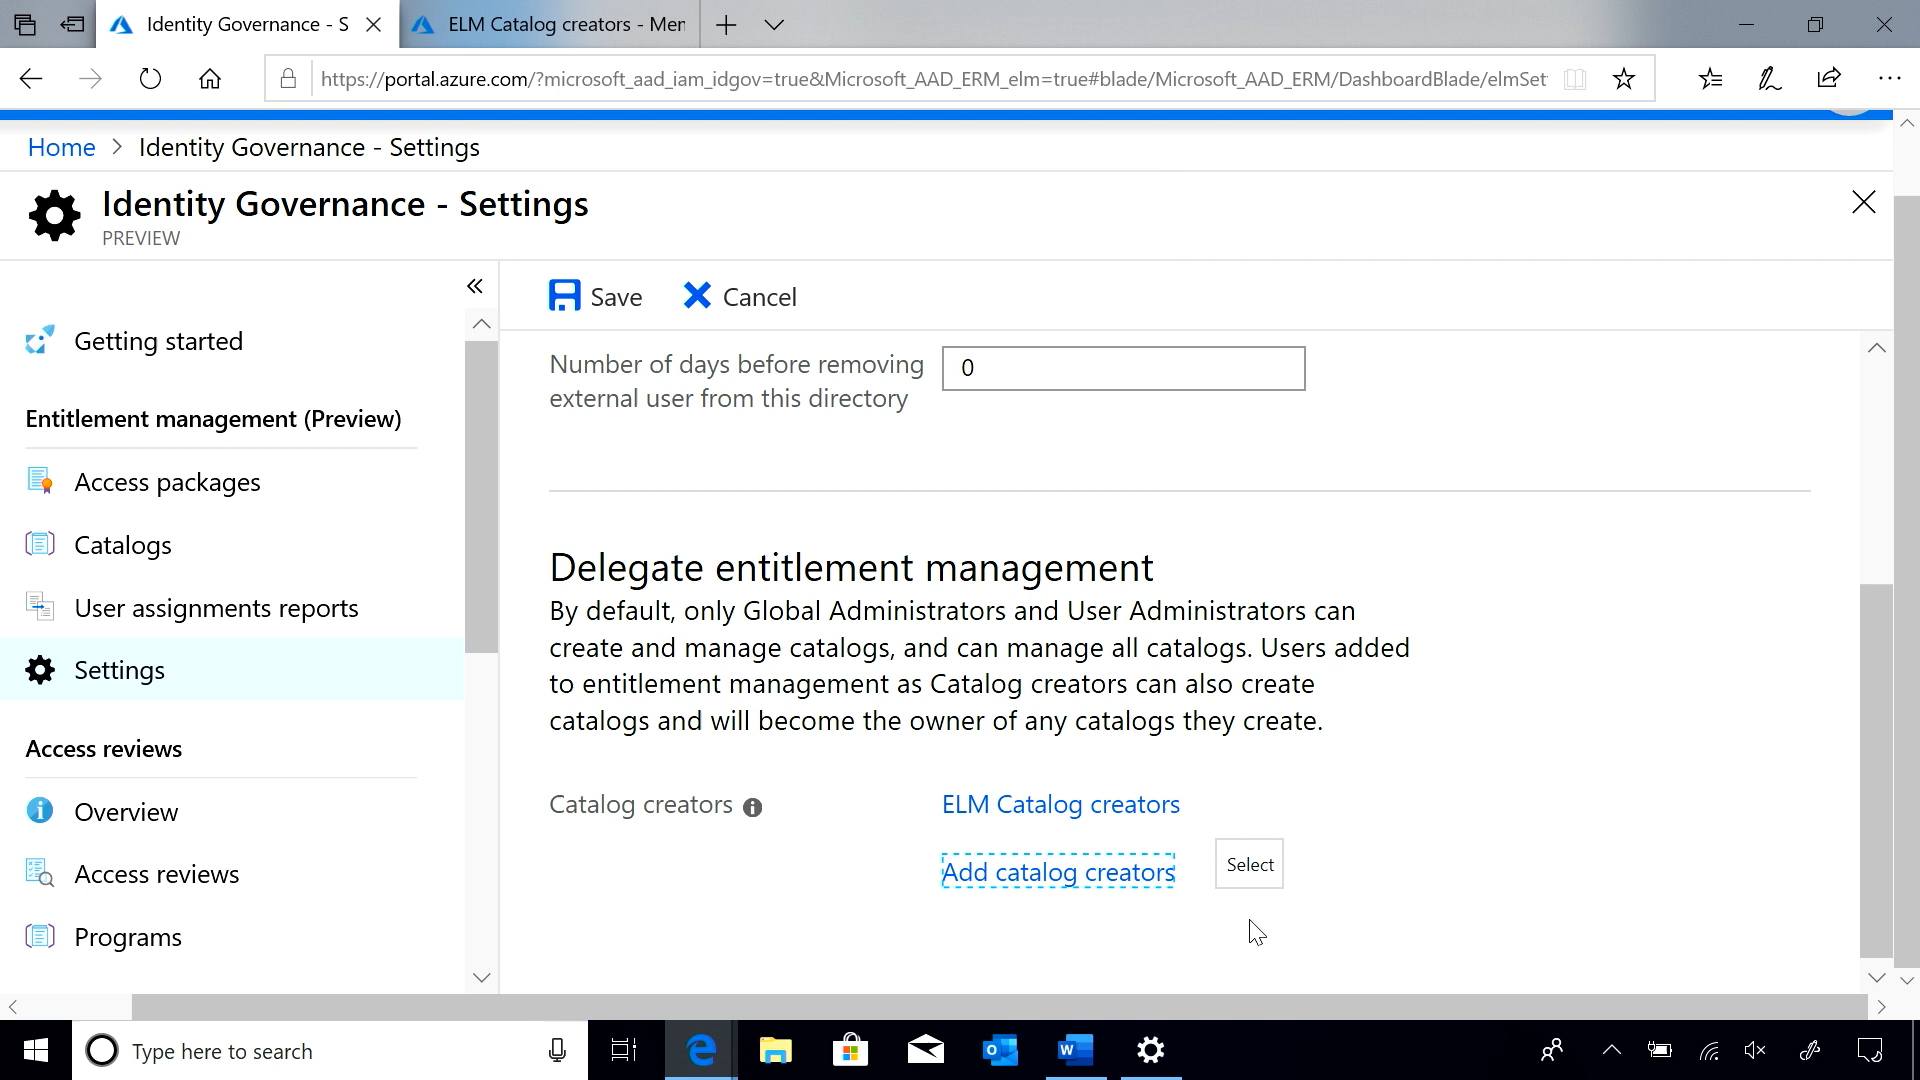 Identity Governance - S
ELM Catalog creators - Mer
https://portal.azure.com/?microsoft_aad_iam_idgov=true&Microsoft_AAD_ERM_elm=true#blade/Microsoft_AAD_ERM/DashboardBlade/elmSet
Home > Identity Governance - Settings
Identity Governance - Settings
PREVIEW
Getting started
Entitlement management (Preview)
Access packages
Catalogs
User assignments reports
Settings
Access reviews
Overview
Access reviews
Programs
Save
Cancel
Number of days before removing
external user from this directory
0
Delegate entitlement management
By default, only Global Administrators and User Administrators can
create and manage catalogs, and can manage all catalogs. Users added
to entitlement management as Catalog creators can also create
catalogs and will become the owner of any catalogs they create.
Catalog creators
ELM Catalog creators
Add catalog creators
Select
Type here to search